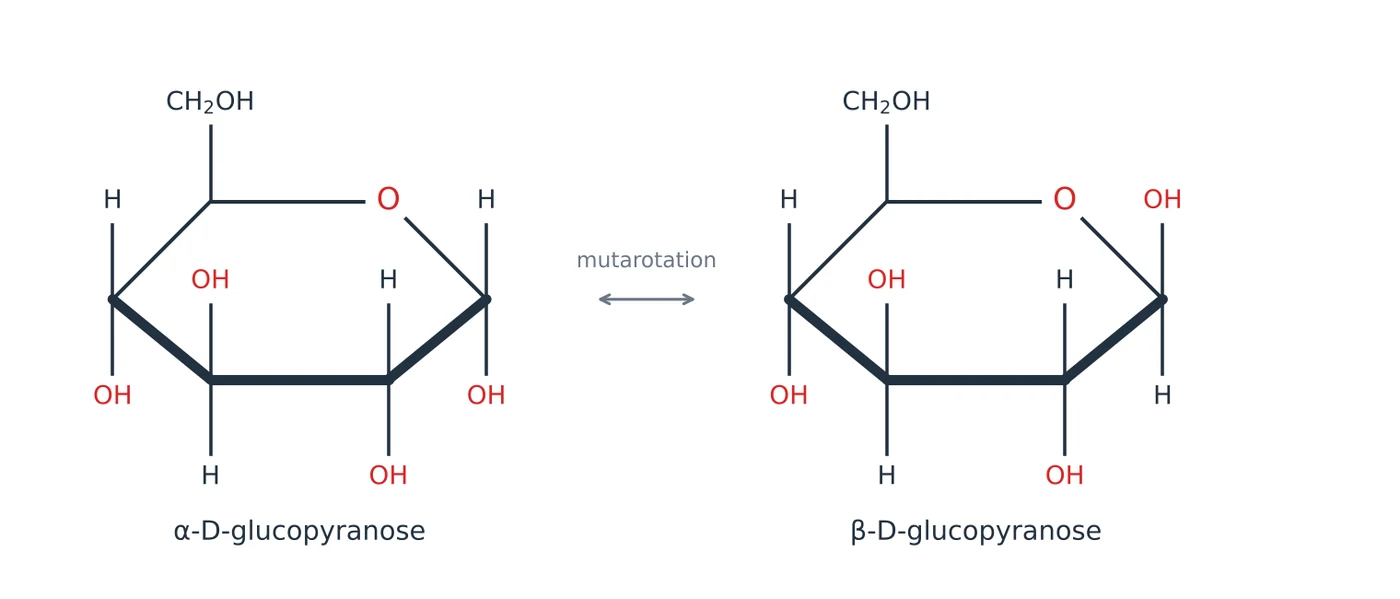 CH₂OH CH₂OH
H O H H O OH
mutarotation
OH H OH H
OH OH OH H
H OH H OH
α-D-glucopyranose β-D-glucopyranose